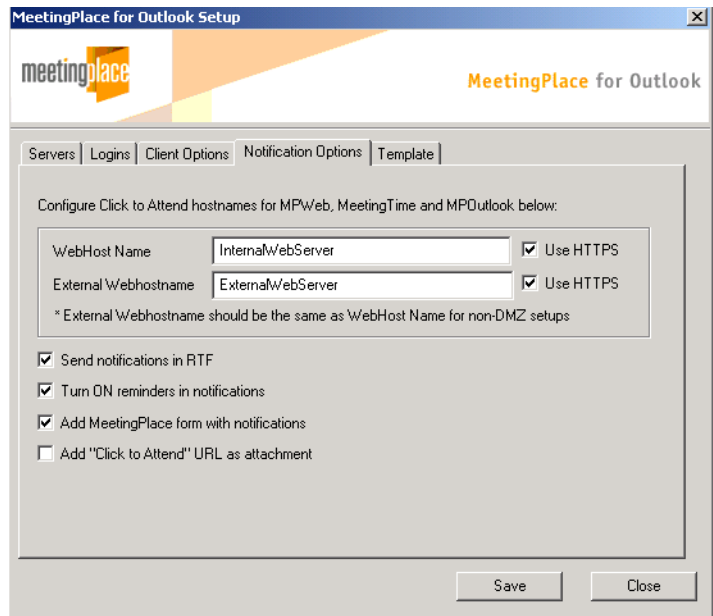 MeetingPlace for Outlook Setup
meetingplace
MeetingPlace for Outlook
Servers Logins Client Options Notification Options Template
Configure Click to Attend hostnames for MPWeb, MeetingTime and MPOutlook below:
WebHost Name InternalWebServer Use HTTPS
External Webhostname ExternalWebServer Use HTTPS
* External Webhostname should be the same as WebHost Name for non-DMZ setups
Send notifications in RTF
Turn ON reminders in notifications
Add MeetingPlace form with notifications
Add "Click to Attend" URL as attachment
Save Close